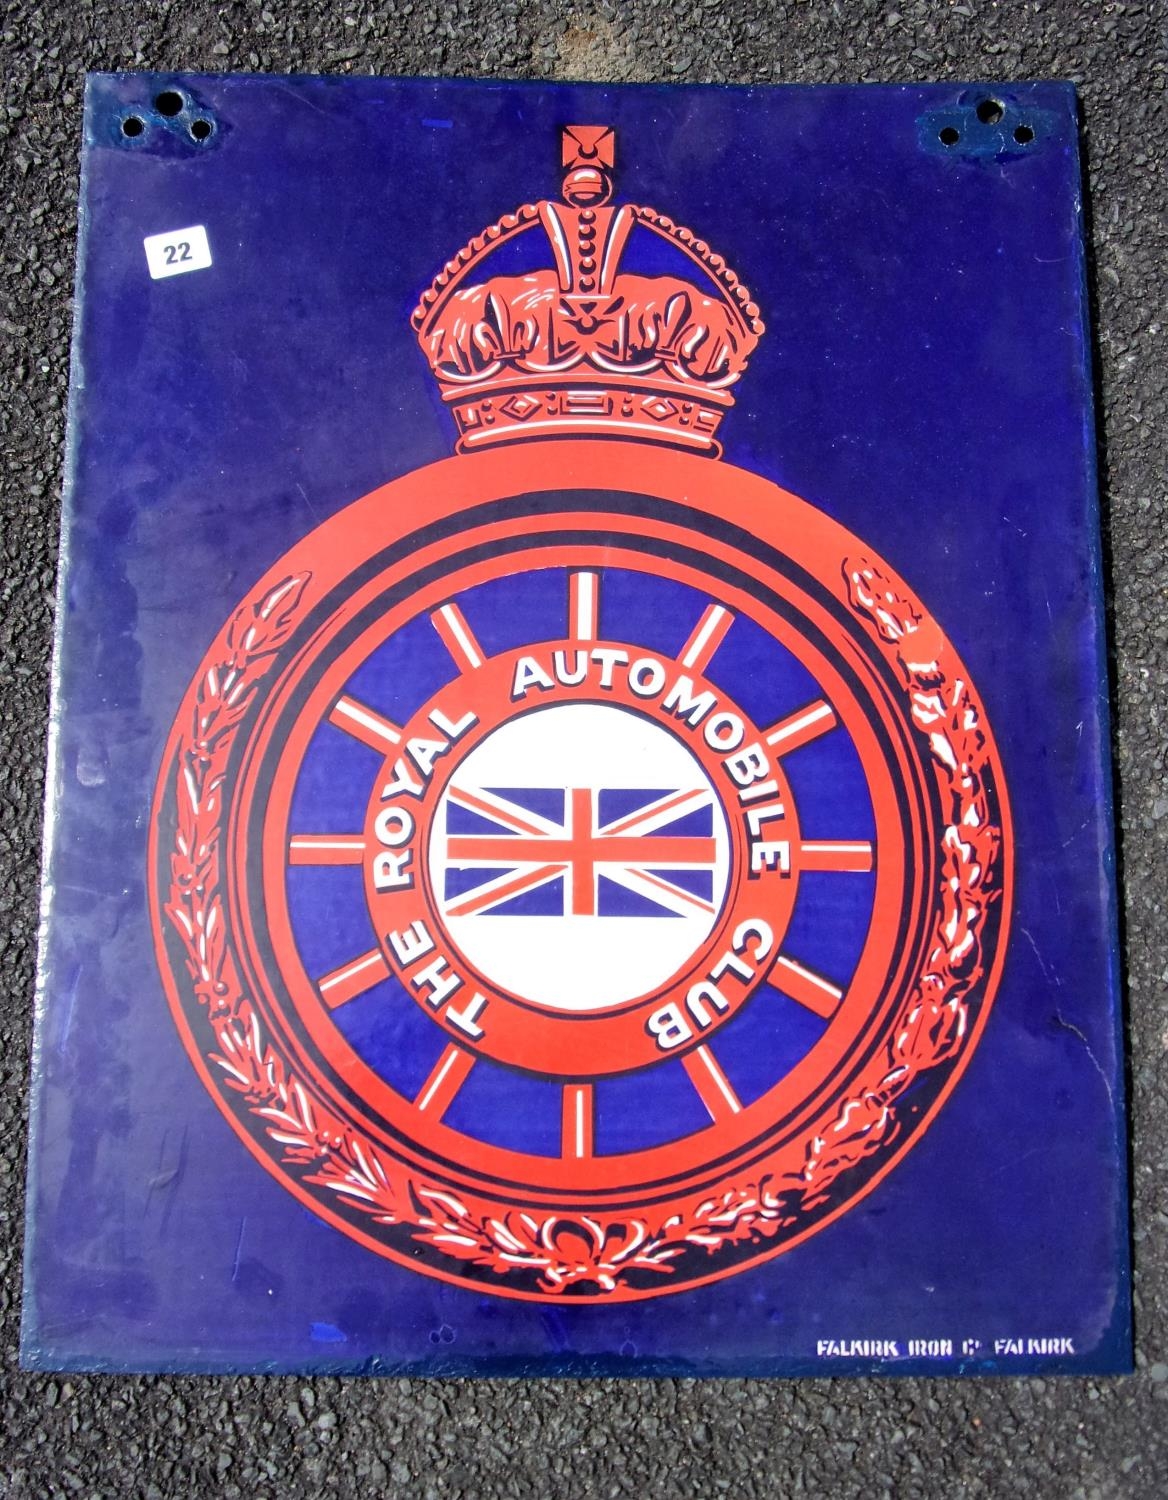 22
THE ROYAL AUTOMOBILE CLUB
FALKIRK IRON Co FALKIRK